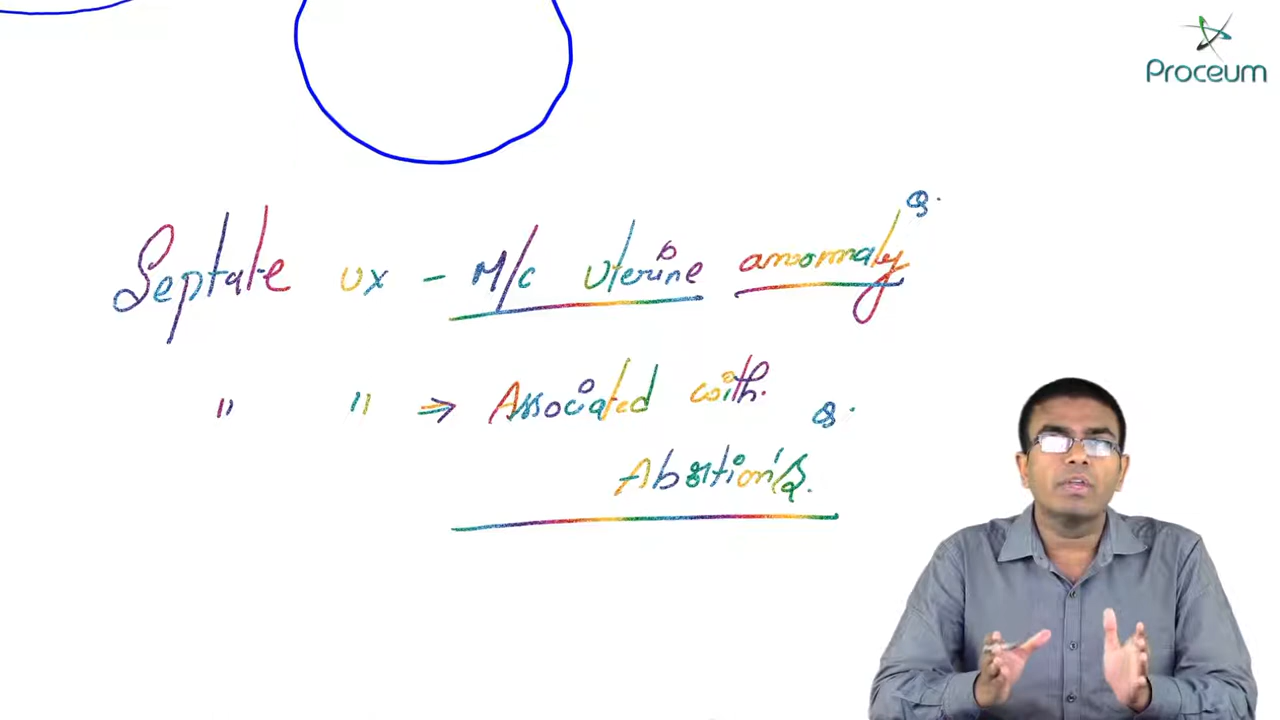 Proceum
Q.
Septate ux - M/c uterine anomaly
" " ⇒ Associated with.
Q.
Abortion's.